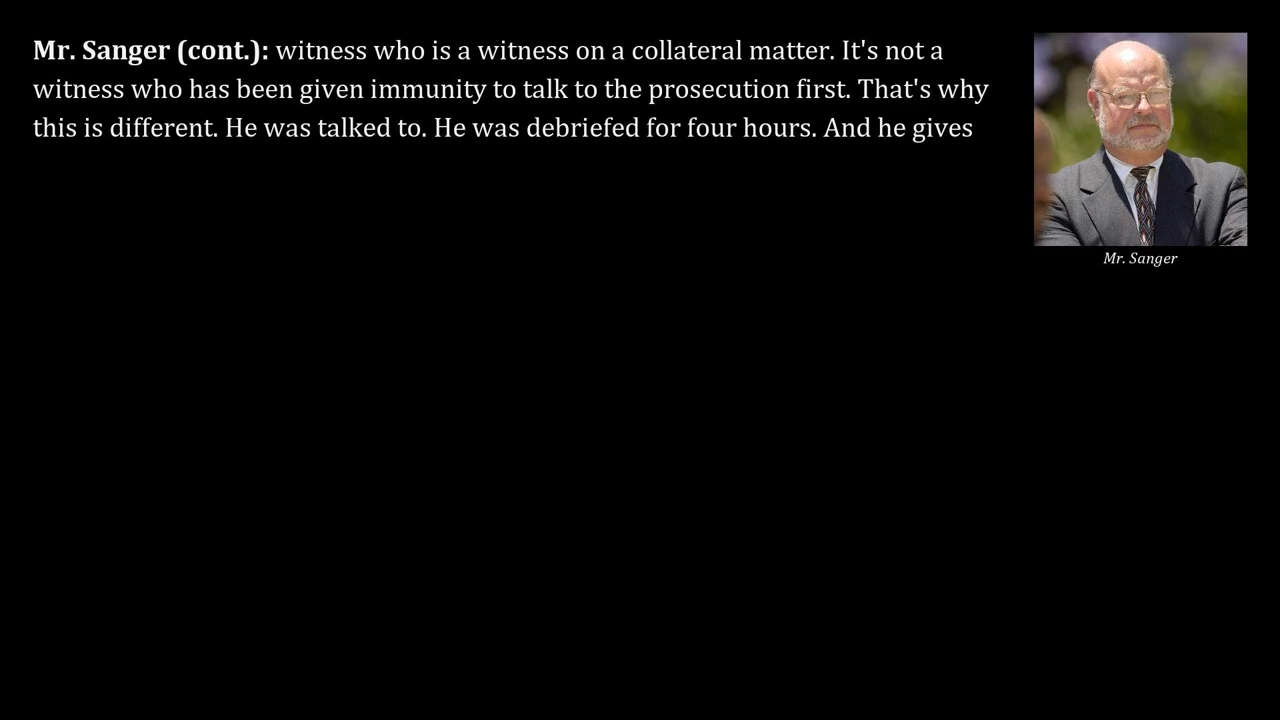 Mr. Sanger (cont.): witness who is a witness on a collateral matter. It's not a
witness who has been given immunity to talk to the prosecution first. That's why
this is different. He was talked to. He was debriefed for four hours. And he gives
Mr. Sanger